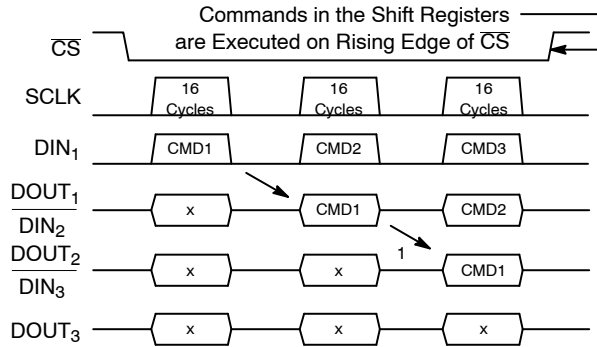 Commands in the Shift Registers
are Executed on Rising Edge of CS
CS
SCLK
16
Cycles
16
Cycles
16
Cycles
DIN₁
CMD1
CMD2
CMD3
DOUT₁
DIN₂
x
CMD1
CMD2
DOUT₂
DIN₃
x
x
1
CMD1
DOUT₃
x
x
x